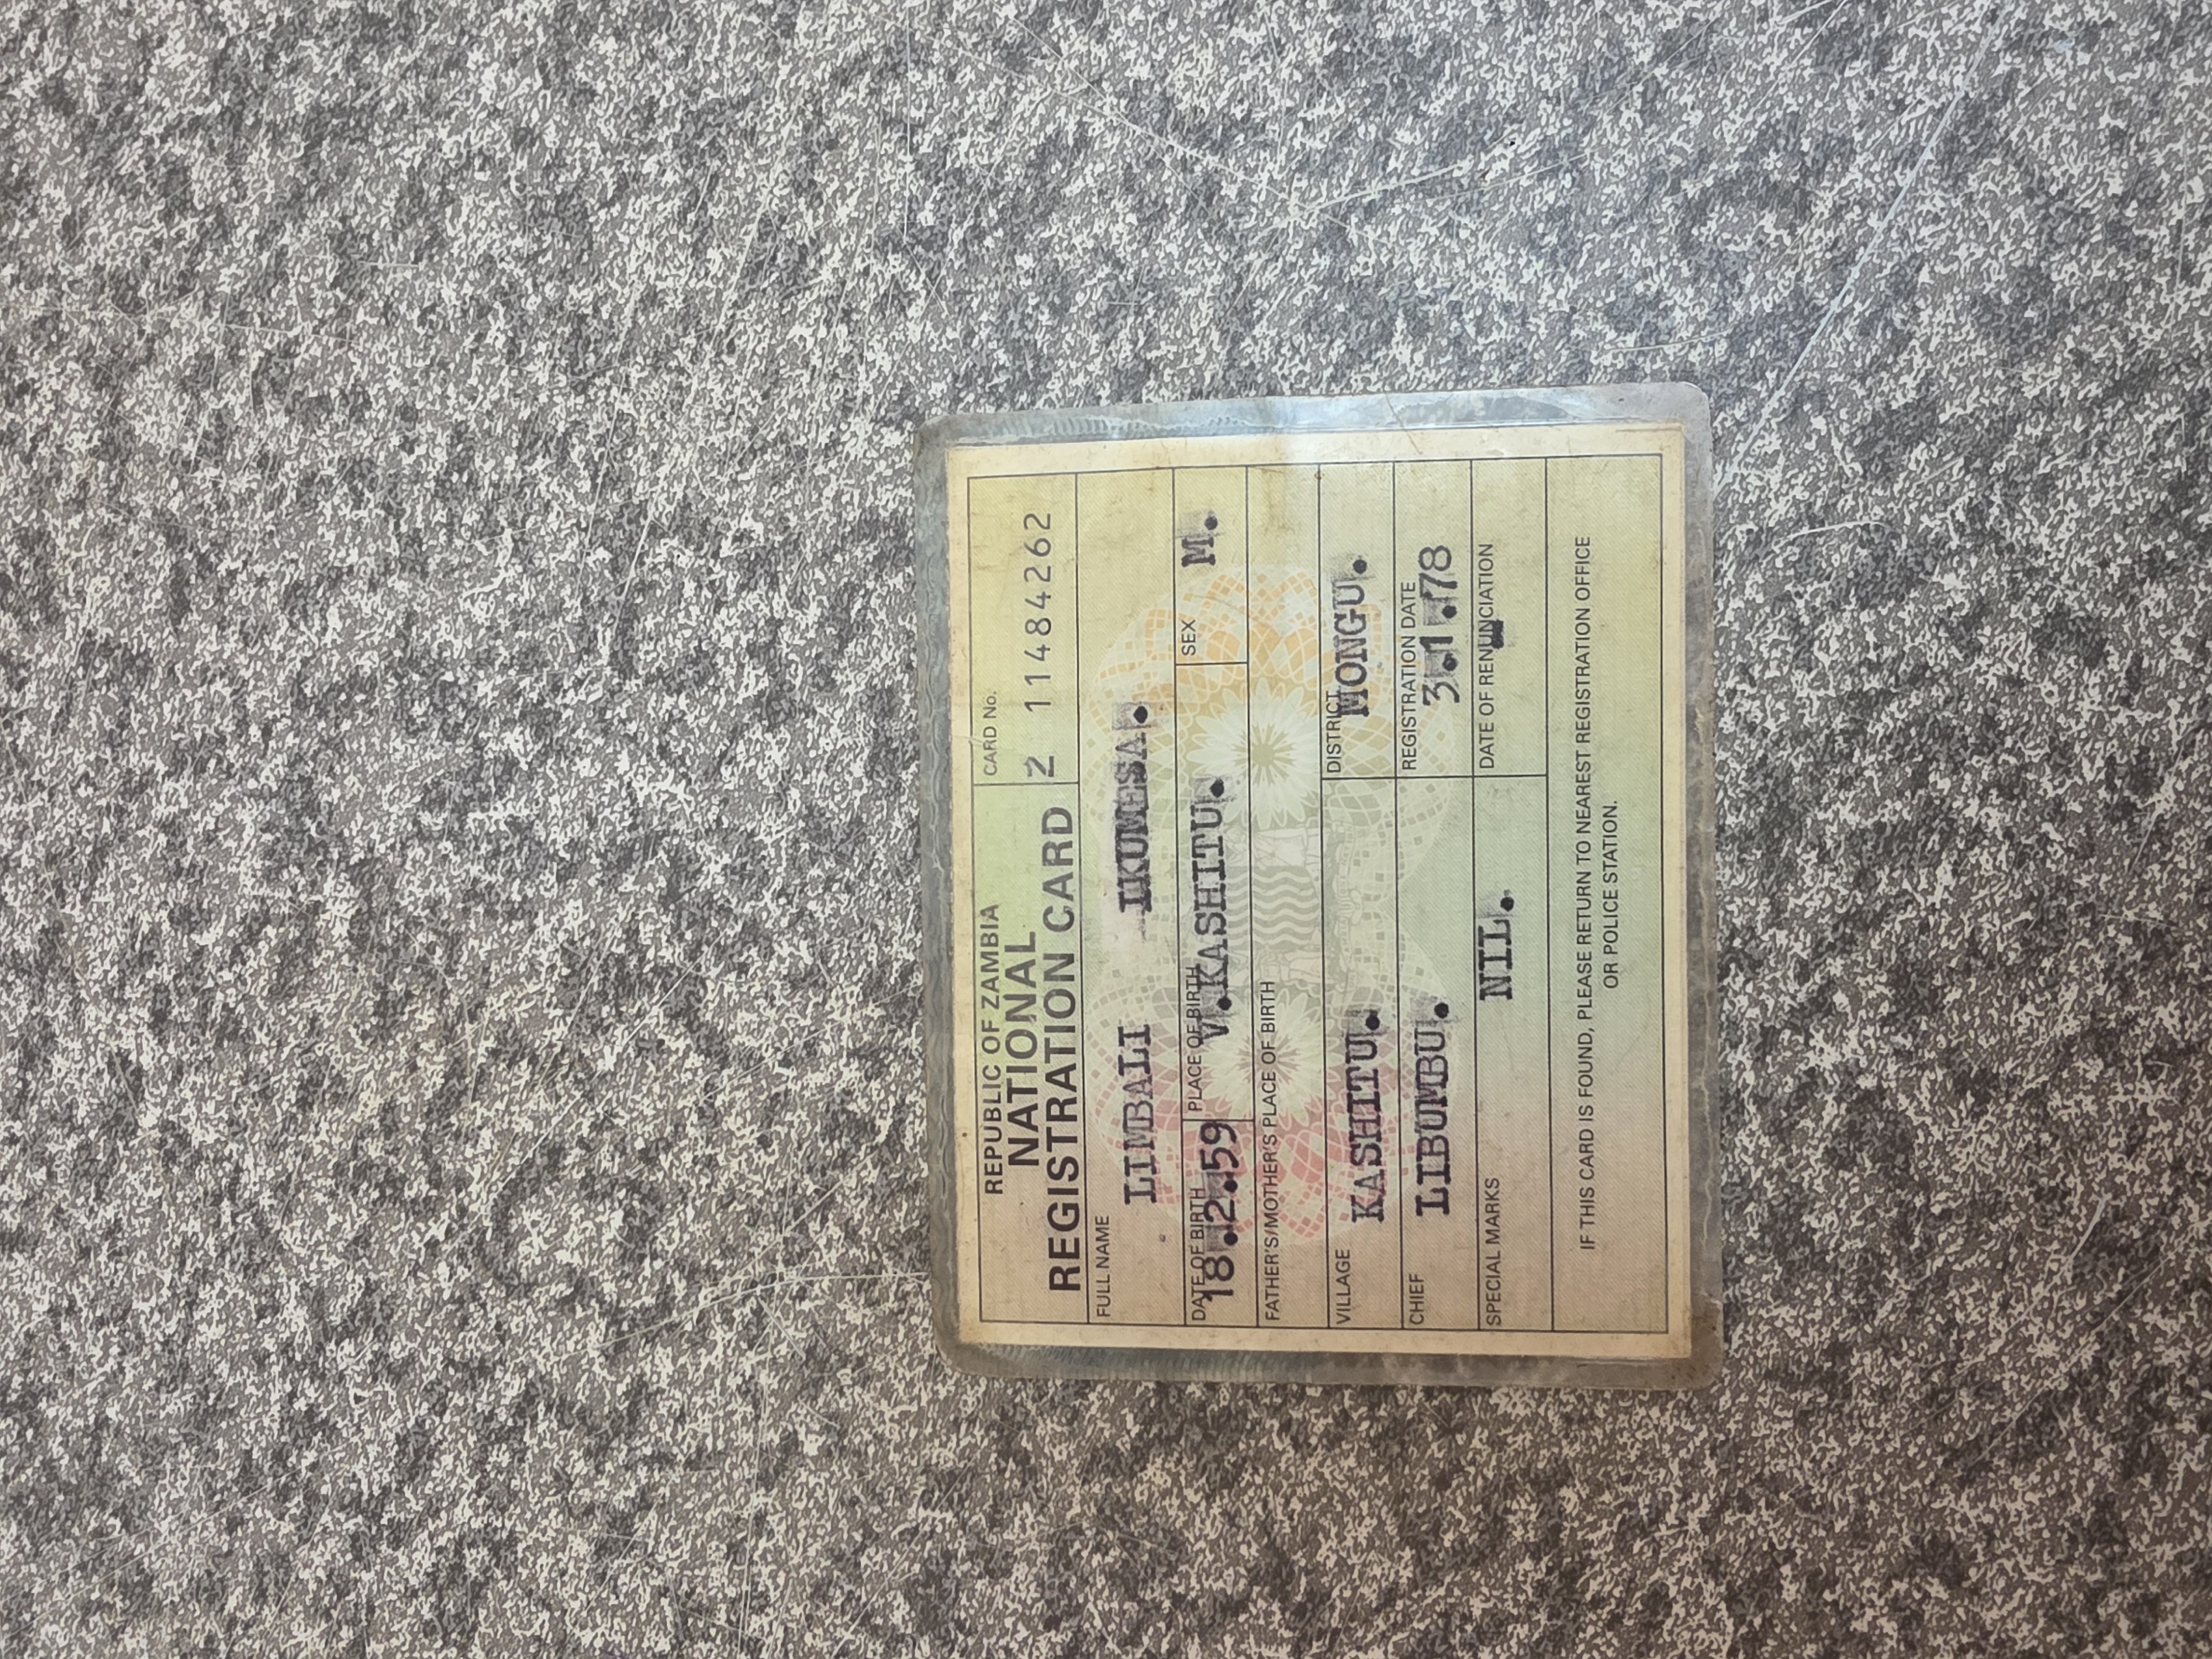 REPUBLIC OF ZAMBIA
NATIONAL
REGISTRATION CARD
CARD No.
2 11484262
FULL NAME
LIMBALI IKUMESA.
DATE OF BIRTH
18.2.59
PLACE OF BIRTH
V.KASHITU.
SEX
M.
FATHER'S/MOTHER'S PLACE OF BIRTH
VILLAGE
KASHITU.
DISTRICT
MONGU.
CHIEF
LIBUMBU.
REGISTRATION DATE
3.1.78
SPECIAL MARKS
NIL.
DATE OF RENUNCIATION
IF THIS CARD IS FOUND, PLEASE RETURN TO NEAREST REGISTRATION OFFICE
OR POLICE STATION.